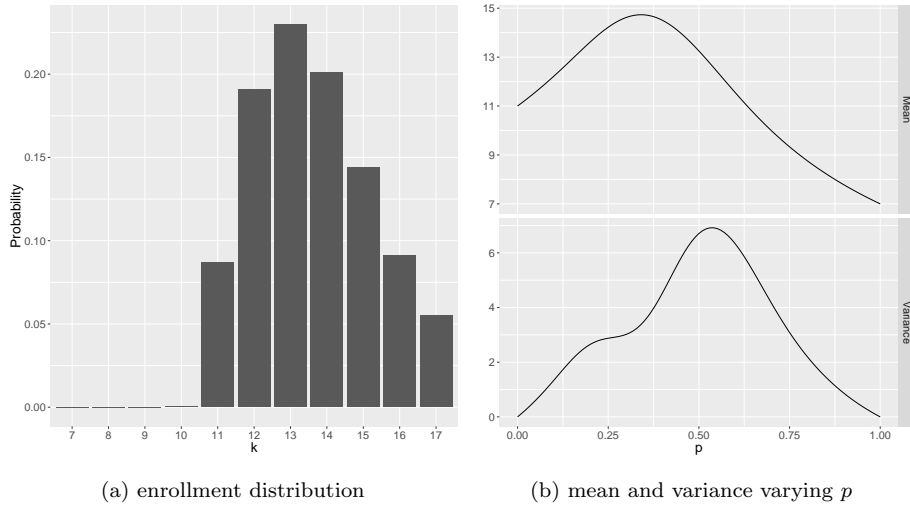 0.20
0.15
0.10
0.05
0.00
Probability
7 8 9 10 11 12 13 14 15 16 17
k
15
13
11
9
7
Mean
6
4
2
0
Variance
0.00 0.25 0.50 0.75 1.00
p
(a) enrollment distribution
(b) mean and variance varying p